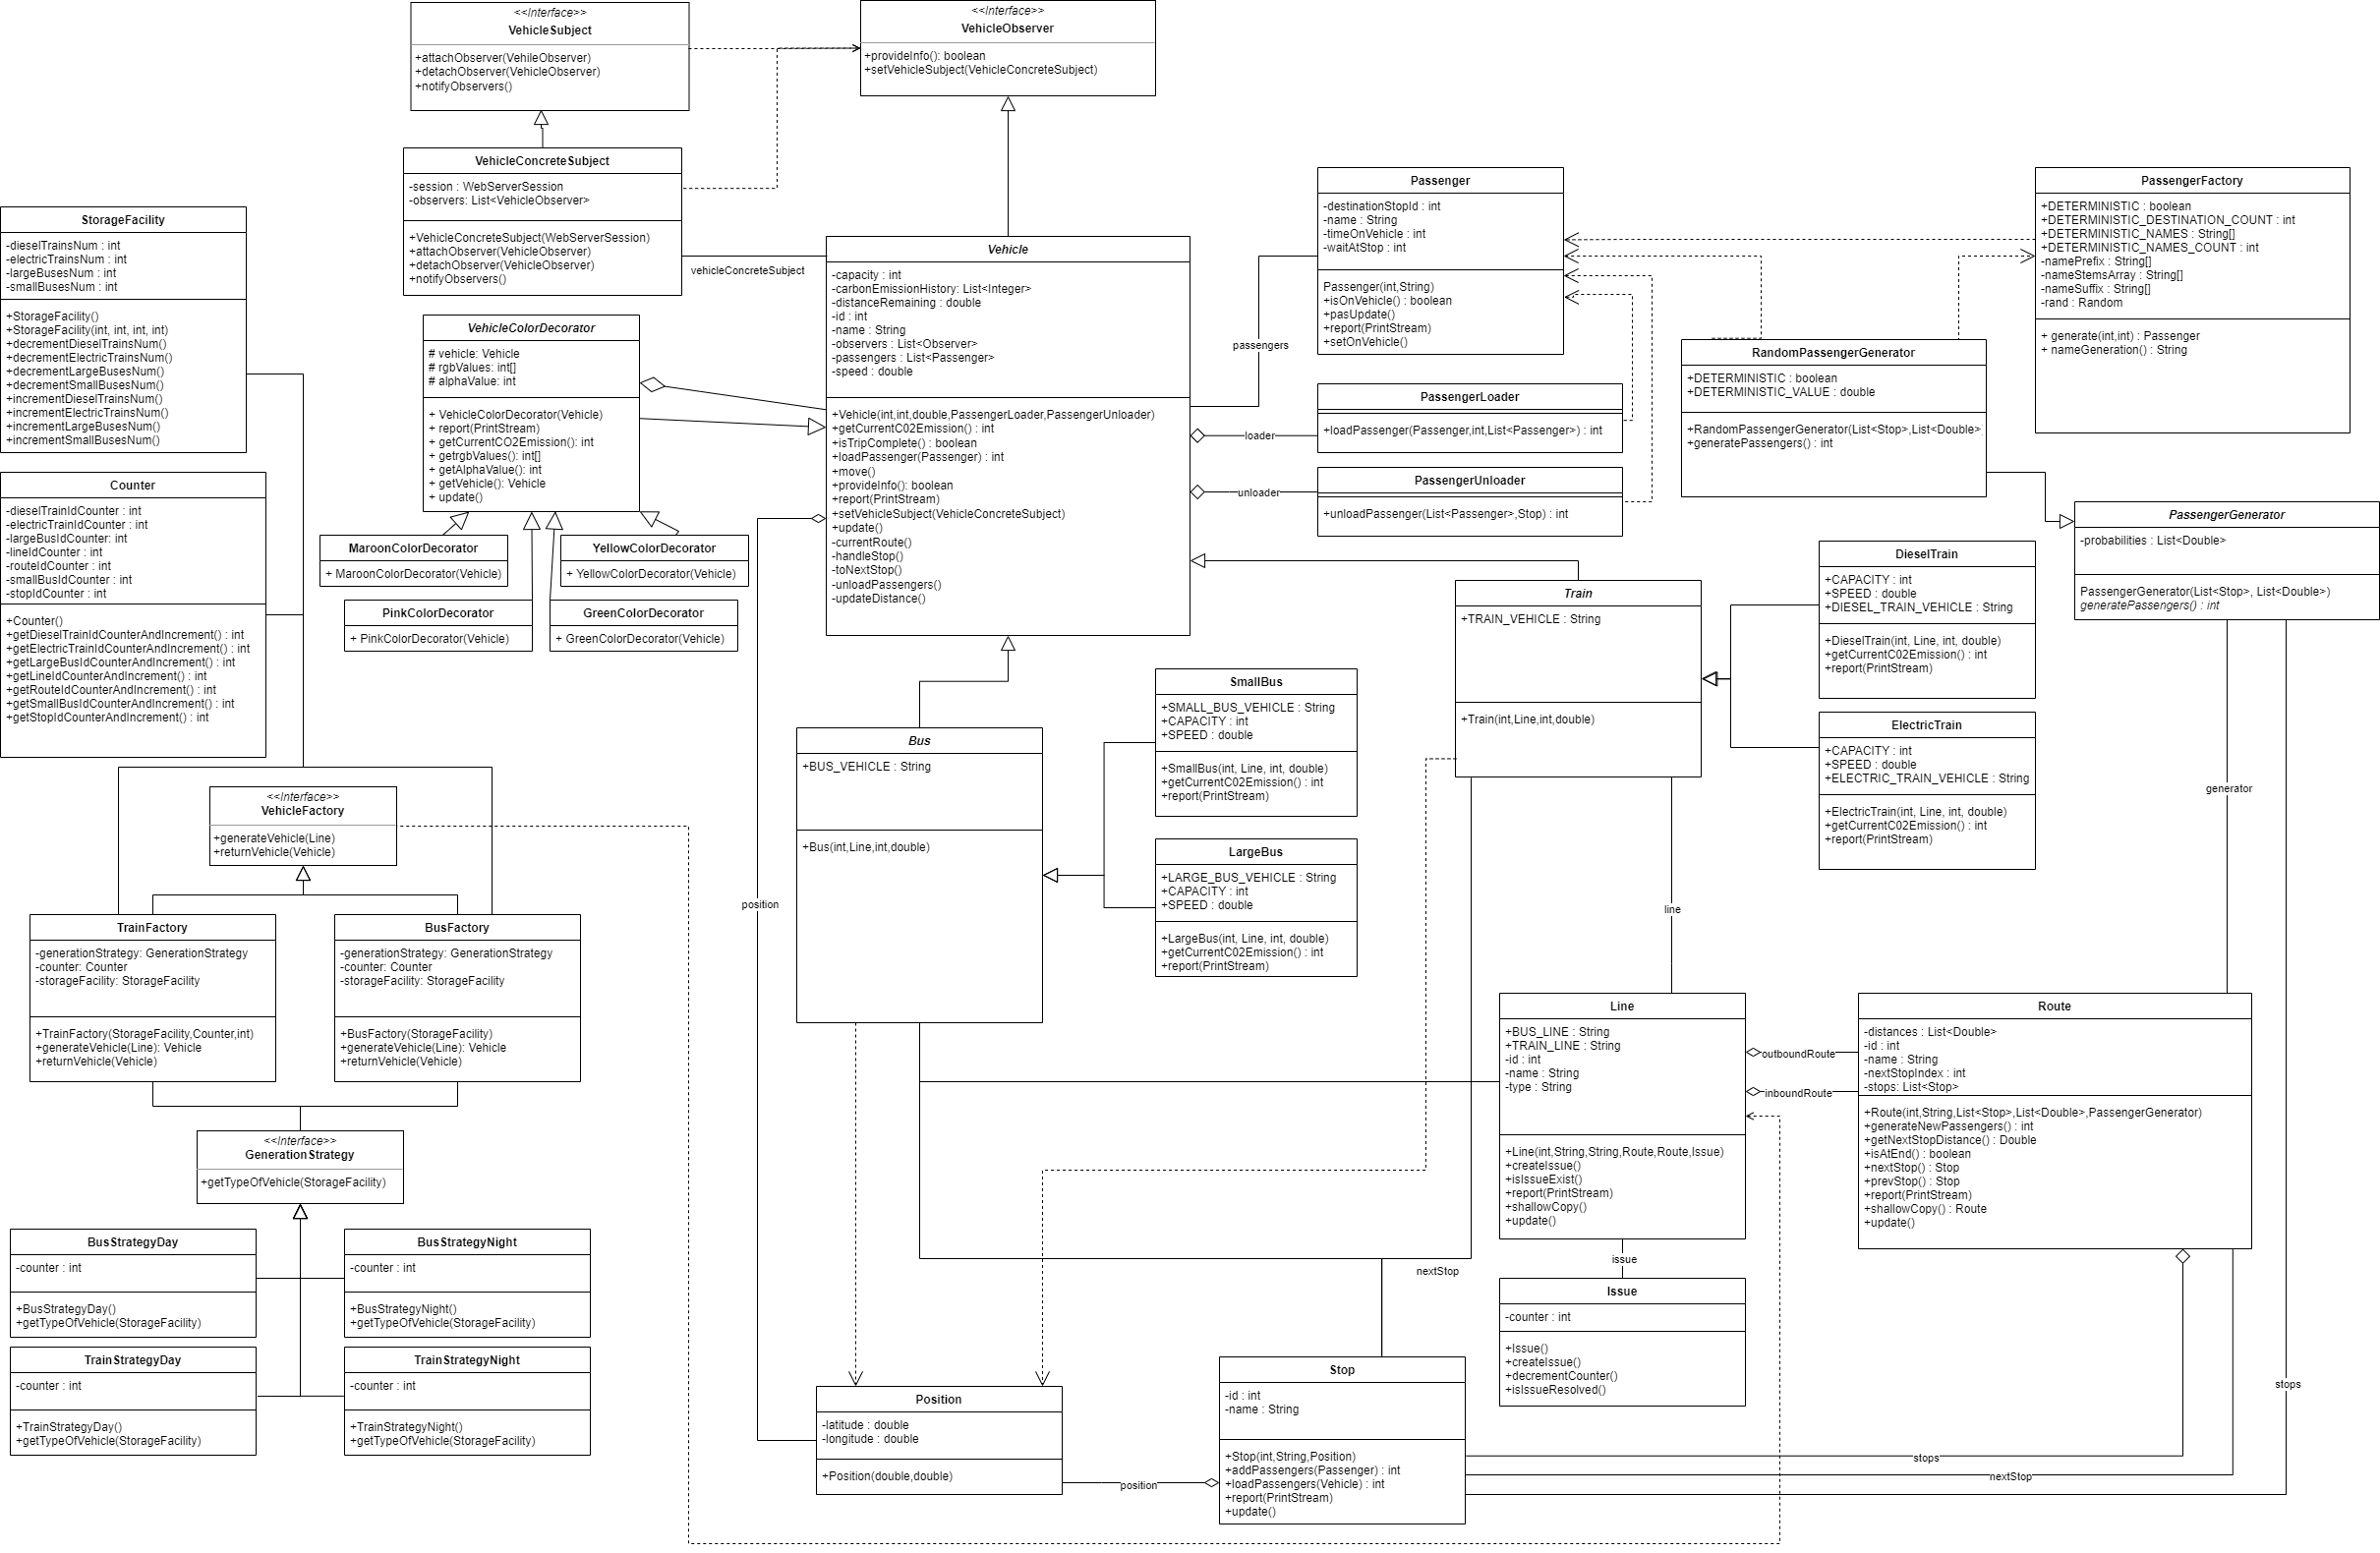 <<Interface>>
VehicleSubject
+attachObserver(VehileObserver)
+detachObserver(VehicleObserver)
+notifyObservers()
<<Interface>>
VehicleObserver
+provideInfo(): boolean
+setVehicleSubject(VehicleConcreteSubject)
VehicleConcreteSubject
-session : WebServerSession
-observers: List<VehicleObserver>
+VehicleConcreteSubject(WebServerSession)
+attachObserver(VehicleObserver)
+detachObserver(VehicleObserver)
+notifyObservers()
vehicleConcreteSubject
StorageFacility
-dieselTrainsNum : int
-electricTrainsNum : int
-largeBusesNum : int
-smallBusesNum : int
+StorageFacility()
+StorageFacility(int, int, int, int)
+decrementDieselTrainsNum()
+decrementElectricTrainsNum()
+decrementLargeBusesNum()
+decrementSmallBusesNum()
+incrementDieselTrainsNum()
+incrementElectricTrainsNum()
+incrementLargeBusesNum()
+incrementSmallBusesNum()
VehicleColorDecorator
# vehicle: Vehicle
# rgbValues: int[]
# alphaValue: int
+ VehicleColorDecorator(Vehicle)
+ report(PrintStream)
+ getCurrentCO2Emission(): int
+ getrgbValues(): int[]
+ getAlphaValue(): int
+ getVehicle(): Vehicle
+ update()
MaroonColorDecorator
+ MaroonColorDecorator(Vehicle)
YellowColorDecorator
+ YellowColorDecorator(Vehicle)
PinkColorDecorator
+ PinkColorDecorator(Vehicle)
GreenColorDecorator
+ GreenColorDecorator(Vehicle)
Vehicle
-capacity : int
-carbonEmissionHistory: List<Integer>
-distanceRemaining : double
-id : int
-name : String
-observers : List<Observer>
-passengers : List<Passenger>
-speed : double
+Vehicle(int,int,double,PassengerLoader,PassengerUnloader)
+getCurrentC02Emission() : int
+isTripComplete() : boolean
+loadPassenger(Passenger) : int
+move()
+provideInfo(): boolean
+report(PrintStream)
+setVehicleSubject(VehicleConcreteSubject)
+update()
-currentRoute()
-handleStop()
-toNextStop()
-unloadPassengers()
-updateDistance()
passengers
loader
unloader
Passenger
-destinationStopId : int
-name : String
-timeOnVehicle : int
-waitAtStop : int
Passenger(int,String)
+isOnVehicle() : boolean
+pasUpdate()
+report(PrintStream)
+setOnVehicle()
PassengerLoader
+loadPassenger(Passenger,int,List<Passenger>) : int
PassengerUnloader
+unloadPassenger(List<Passenger>,Stop) : int
PassengerFactory
+DETERMINISTIC : boolean
+DETERMINISTIC_DESTINATION_COUNT : int
+DETERMINISTIC_NAMES : String[]
+DETERMINISTIC_NAMES_COUNT : int
-namePrefix : String[]
-nameStemsArray : String[]
-nameSuffix : String[]
-rand : Random
+ generate(int,int) : Passenger
+ nameGeneration() : String
RandomPassengerGenerator
+DETERMINISTIC : boolean
+DETERMINISTIC_VALUE : double
+RandomPassengerGenerator(List<Stop>,List<Double>
+generatePassengers() : int
PassengerGenerator
-probabilities : List<Double>
PassengerGenerator(List<Stop>, List<Double>)
generatePassengers() : int
Counter
-dieselTrainIdCounter : int
-electricTrainIdCounter : int
-largeBusIdCounter: int
-lineIdCounter : int
-routeIdCounter : int
-smallBusIdCounter : int
-stopIdCounter : int
+Counter()
+getDieselTrainIdCounterAndIncrement() : int
+getElectricTrainIdCounterAndIncrement() : int
+getLargeBusIdCounterAndIncrement() : int
+getLineIdCounterAndIncrement() : int
+getRouteIdCounterAndIncrement() : int
+getSmallBusIdCounterAndIncrement() : int
+getStopIdCounterAndIncrement() : int
Train
+TRAIN_VEHICLE : String
+Train(int,Line,int,double)
DieselTrain
+CAPACITY : int
+SPEED : double
+DIESEL_TRAIN_VEHICLE : String
+DieselTrain(int, Line, int, double)
+getCurrentC02Emission() : int
+report(PrintStream)
ElectricTrain
+CAPACITY : int
+SPEED : double
+ELECTRIC_TRAIN_VEHICLE : String
+ElectricTrain(int, Line, int, double)
+getCurrentC02Emission() : int
+report(PrintStream)
generator
Bus
+BUS_VEHICLE : String
+Bus(int,Line,int,double)
SmallBus
+SMALL_BUS_VEHICLE : String
+CAPACITY : int
+SPEED : double
+SmallBus(int, Line, int, double)
+getCurrentC02Emission() : int
+report(PrintStream)
LargeBus
+LARGE_BUS_VEHICLE : String
+CAPACITY : int
+SPEED : double
+LargeBus(int, Line, int, double)
+getCurrentC02Emission() : int
+report(PrintStream)
position
line
<<Interface>>
VehicleFactory
+generateVehicle(Line)
+returnVehicle(Vehicle)
TrainFactory
-generationStrategy: GenerationStrategy
-counter: Counter
-storageFacility: StorageFacility
+TrainFactory(StorageFacility,Counter,int)
+generateVehicle(Line): Vehicle
+returnVehicle(Vehicle)
BusFactory
-generationStrategy: GenerationStrategy
-counter: Counter
-storageFacility: StorageFacility
+BusFactory(StorageFacility)
+generateVehicle(Line): Vehicle
+returnVehicle(Vehicle)
<<Interface>>
GenerationStrategy
+getTypeOfVehicle(StorageFacility)
BusStrategyDay
-counter : int
+BusStrategyDay()
+getTypeOfVehicle(StorageFacility)
BusStrategyNight
-counter : int
+BusStrategyNight()
+getTypeOfVehicle(StorageFacility)
TrainStrategyDay
-counter : int
+TrainStrategyDay()
+getTypeOfVehicle(StorageFacility)
TrainStrategyNight
-counter : int
+TrainStrategyNight()
+getTypeOfVehicle(StorageFacility)
Line
+BUS_LINE : String
+TRAIN_LINE : String
-id : int
-name : String
-type : String
+Line(int,String,String,Route,Route,Issue)
+createIssue()
+isIssueExist()
+report(PrintStream)
+shallowCopy()
+update()
outboundRoute
inboundRoute
Route
-distances : List<Double>
-id : int
-name : String
-nextStopIndex : int
-stops: List<Stop>
+Route(int,String,List<Stop>,List<Double>,PassengerGenerator)
+generateNewPassengers() : int
+getNextStopDistance() : Double
+isAtEnd() : boolean
+nextStop() : Stop
+prevStop() : Stop
+report(PrintStream)
+shallowCopy() : Route
+update()
issue
nextStop
Issue
-counter : int
+Issue()
+createIssue()
+decrementCounter()
+isIssueResolved()
Position
-latitude : double
-longitude : double
+Position(double,double)
position
Stop
-id : int
-name : String
+Stop(int,String,Position)
+addPassengers(Passenger) : int
+loadPassengers(Vehicle) : int
+report(PrintStream)
+update()
stops
stops
nextStop